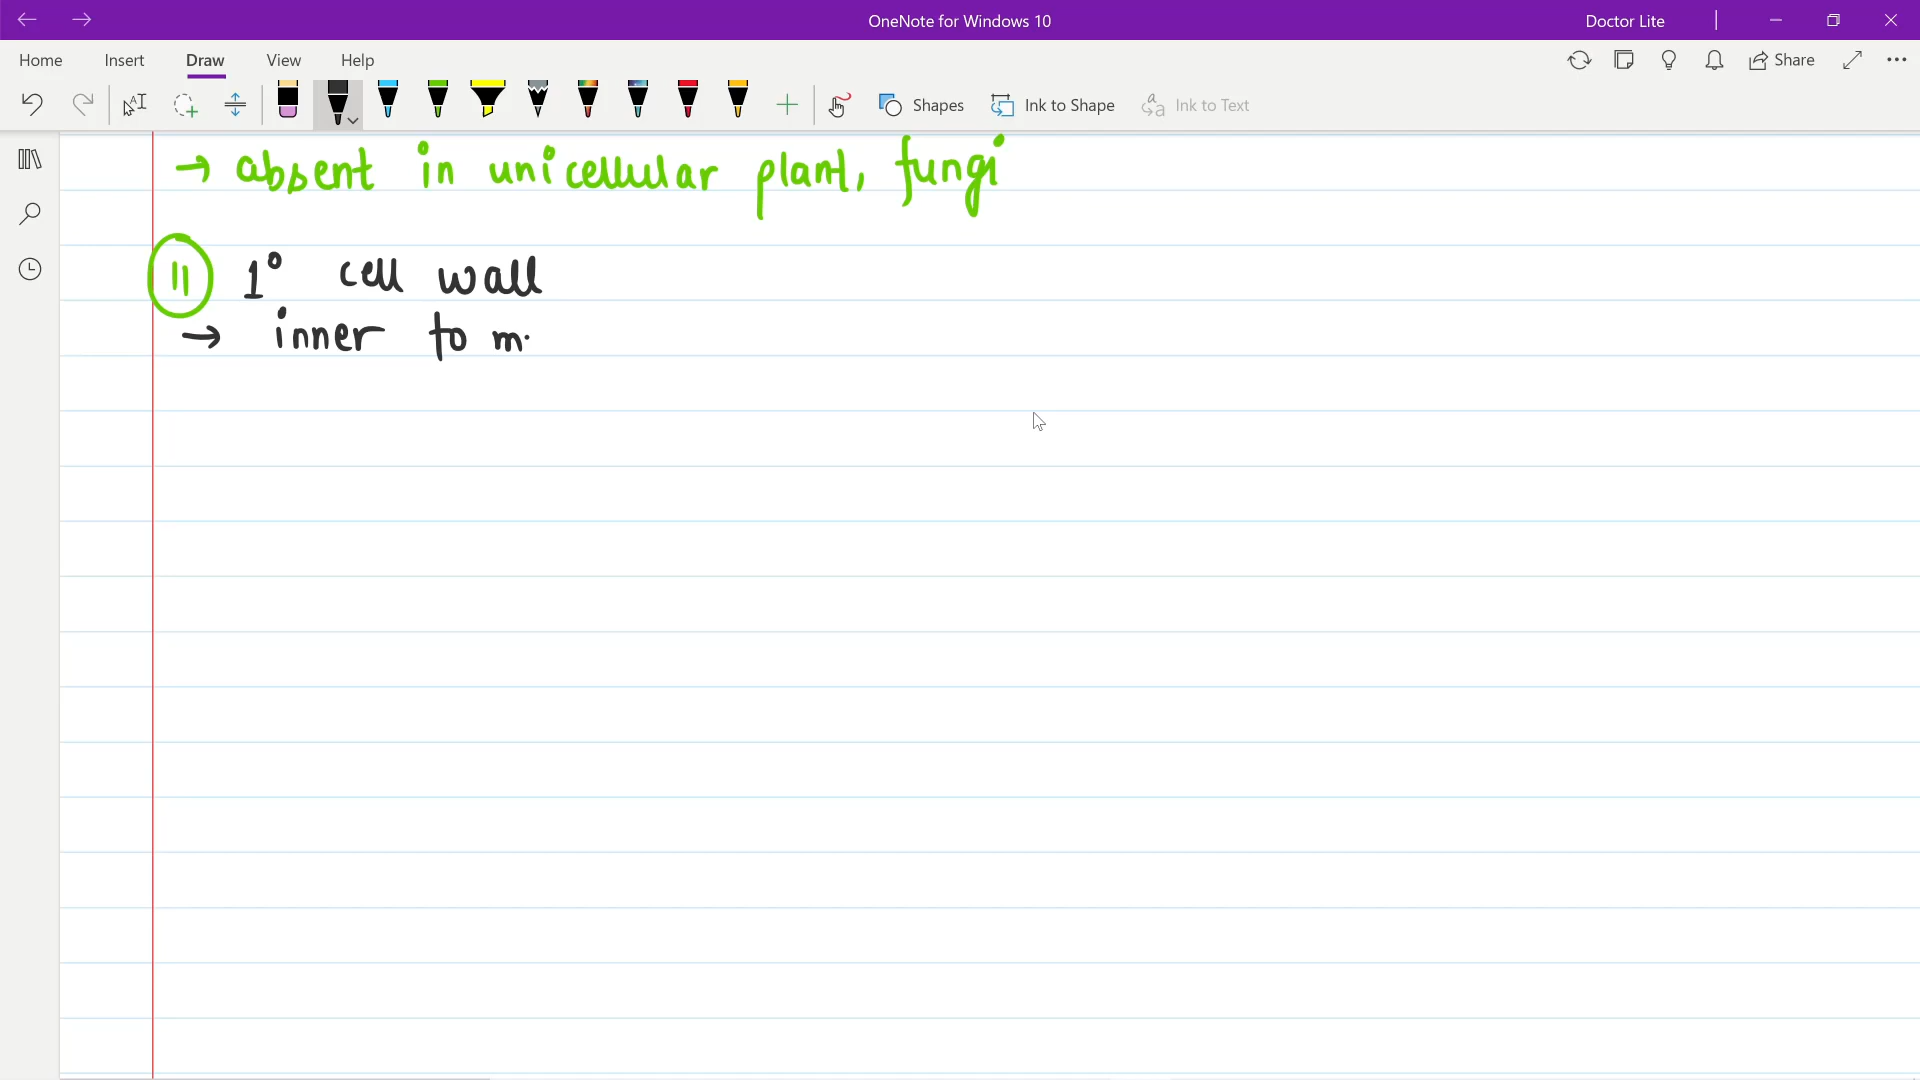 OneNote for Windows 10 Doctor Lite
Home Insert Draw View Help Share
Shapes Ink to Shape Ink to Text
→ absent in unicellular plant, fungi
II 1° cell wall
→ inner to m.